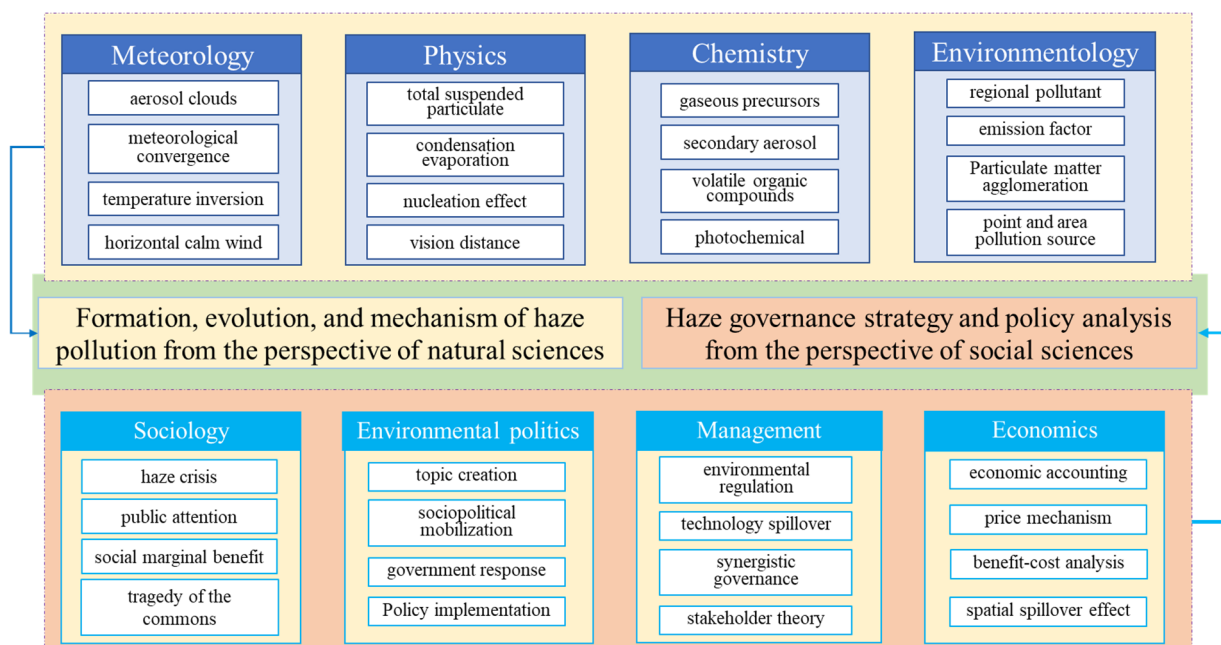 Meteorology
aerosol clouds
meteorological
convergence
temperature inversion
horizontal calm wind
Physics
total suspended
particulate
condensation
evaporation
nucleation effect
vision distance
Chemistry
gaseous precursors
secondary aerosol
volatile organic
compounds
photochemical
Environmentology
regional pollutant
emission factor
Particulate matter
agglomeration
point and area
pollution source
Formation, evolution, and mechanism of haze
pollution from the perspective of natural sciences
Haze governance strategy and policy analysis
from the perspective of social sciences
Sociology
haze crisis
public attention
social marginal benefit
tragedy of the
commons
Environmental politics
topic creation
sociopolitical
mobilization
government response
Policy implementation
Management
environmental
regulation
technology spillover
synergistic
governance
stakeholder theory
Economics
economic accounting
price mechanism
benefit-cost analysis
spatial spillover effect